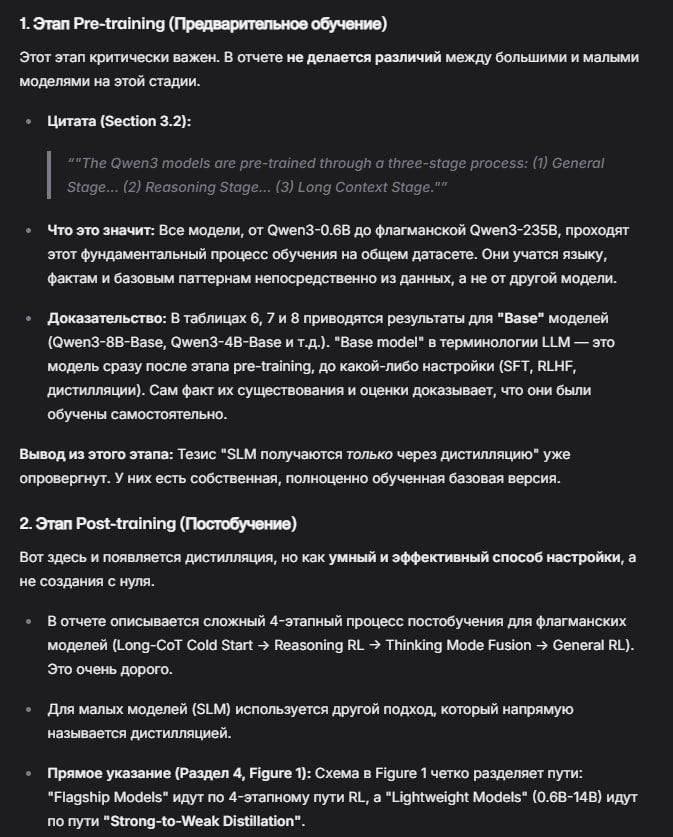 1. Этап Pre-training (Предварительное обучение)
Этот этап критически важен. В отчете не делается различий между большими и малыми
моделями на этой стадии.
• Цитата (Section 3.2):
“"The Qwen3 models are pre-trained through a three-stage process: (1) General
Stage... (2) Reasoning Stage... (3) Long Context Stage."”
• Что это значит: Все модели, от Qwen3-0.6B до флагманской Qwen3-235B, проходят
этот фундаментальный процесс обучения на общем датасете. Они учатся языку,
фактам и базовым паттернам непосредственно из данных, а не от другой модели.
• Доказательство: В таблицах 6, 7 и 8 приводятся результаты для "Base" моделей
(Qwen3-8B-Base, Qwen3-4B-Base и т.д.). "Base model" в терминологии LLM — это
модель сразу после этапа pre-training, до какой-либо настройки (SFT, RLHF,
дистилляции). Сам факт их существования и оценки доказывает, что они были
обучены самостоятельно.
Вывод из этого этапа: Тезис "SLM получаются только через дистилляцию" уже
опровергнут. У них есть собственная, полноценно обученная базовая версия.
2. Этап Post-training (Постобучение)
Вот здесь и появляется дистилляция, но как умный и эффективный способ настройки, а
не создания с нуля.
• В отчете описывается сложный 4-этапный процесс постобучения для флагманских
моделей (Long-CoT Cold Start → Reasoning RL → Thinking Mode Fusion → General RL).
Это очень дорого.
• Для малых моделей (SLM) используется другой подход, который напрямую
называется дистилляцией.
• Прямое указание (Раздел 4, Figure 1): Схема в Figure 1 четко разделяет пути:
"Flagship Models" идут по 4-этапному пути RL, а "Lightweight Models" (0.6B-14B) идут
по пути "Strong-to-Weak Distillation".